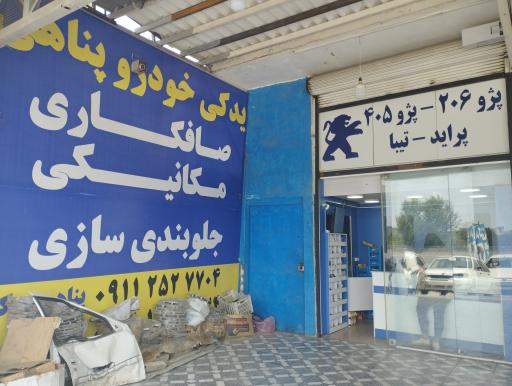 یدکی خودرو پناهی
صافکاری
مکانیکی
جلوبندی سازی
۰۹۱۱ ۲۵۲ ۷۷۰۴
پژو ۲۰۶ - پژو ۴۰۵
پراید - تیبا